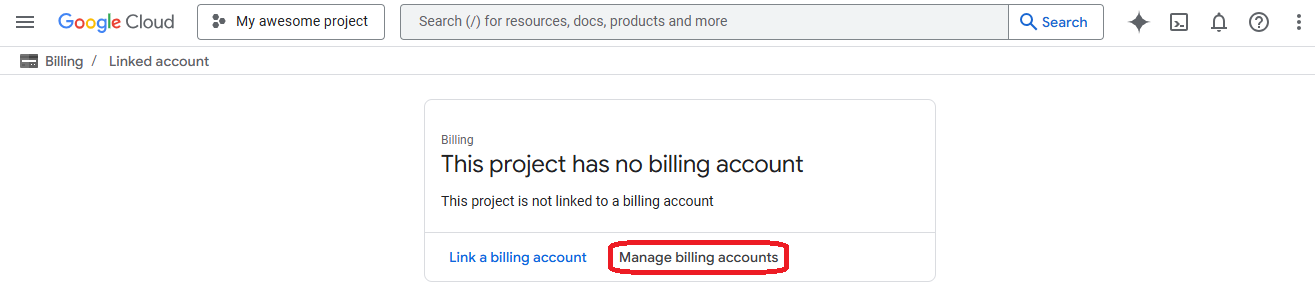 Google Cloud My awesome project Search (/) for resources, docs, products and more Search
Billing / Linked account
Billing
This project has no billing account
This project is not linked to a billing account
Link a billing account Manage billing accounts